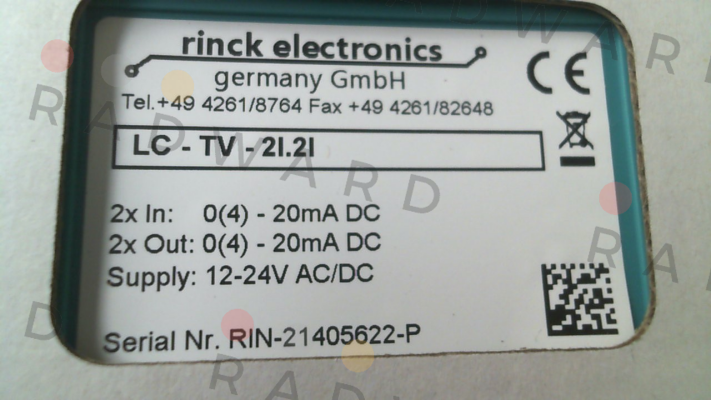 rinck electronics
germany GmbH
Tel.+49 4261/8764 Fax +49 4261/82648
CE
LC - TV - 2I.2I
2x In: 0(4) - 20mA DC
2x Out: 0(4) - 20mA DC
Supply: 12-24V AC/DC
Serial Nr. RIN-21405622-P
RADWARD